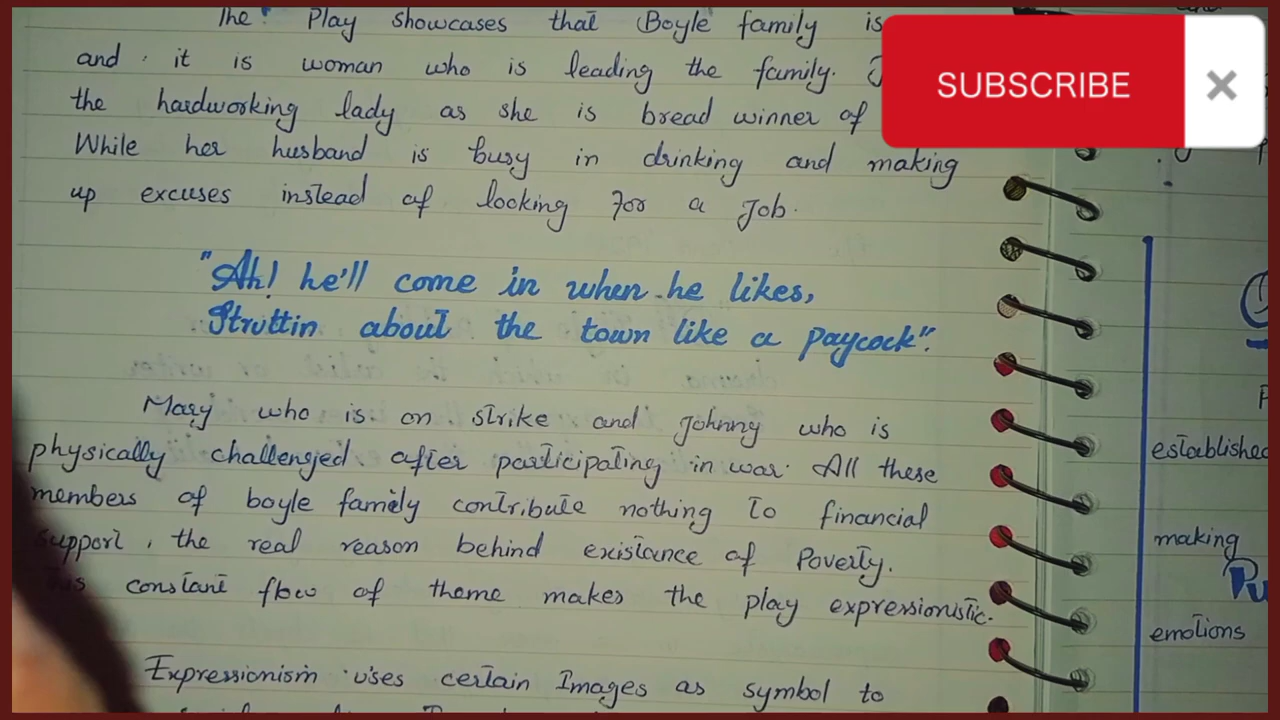 The Play showcases that "Boyle" family is
and it is woman who is leading the family.
the hardworking lady as she is bread winner of
While her husband is busy in drinking and making
up excuses instead of looking for a Job.
"Ah! he'll come in when he likes,
Struttin about the town like a paycock".
Mary who is on strike and Johnny who is
physically challenged after participating in war. All these
members of boyle family contribute nothing to financial
support, the real reason behind existance of Poverty.
This constant flow of theme makes the play expressionistic.
Expressionism uses certain Images as symbol to
SUBSCRIBE
established
making
emotions